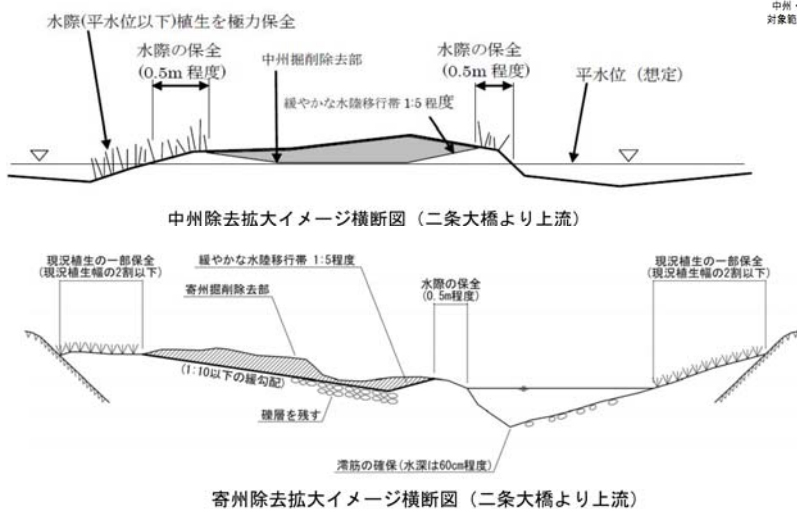 中州・
対象範
水際(平水位以下)植生を極力保全
水際の保全
(0.5m 程度)
中州掘削除去部
水際の保全
(0.5m 程度)
平水位 (想定)
緩やかな水陸移行帯 1:5 程度
中州除去拡大イメージ横断図（二条大橋より上流）
現況植生の一部保全
(現況植生幅の2割以下)
緩やかな水陸移行帯 1:5程度
寄州掘削除去部
水際の保全
(0.5m程度)
現況植生の一部保全
(現況植生幅の2割以下)
(1:10以下の緩勾配)
礫層を残す
澪筋の確保(水深は60cm程度)
寄州除去拡大イメージ横断図（二条大橋より上流）